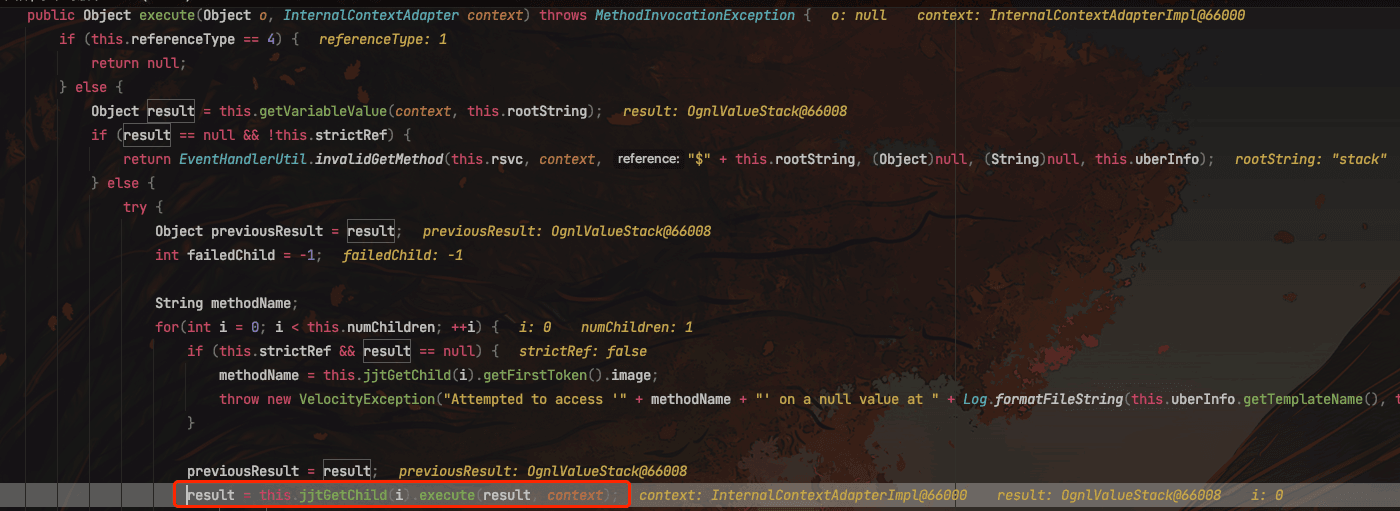 public Object execute(Object o, InternalContextAdapter context) throws MethodInvocationException {   o: null    context: InternalContextAdapterImpl@66000
if (this.referenceType == 4) {   referenceType: 1
return null;
} else {
Object result = this.getVariableValue(context, this.rootString);   result: OgnlValueStack@66008
if (result == null && !this.strictRef) {
return EventHandlerUtil.invalidGetMethod(this.rsvc, context,  reference: "$" + this.rootString, (Object)null, (String)null, this.uberInfo);   rootString: "stack"
} else {
try {
Object previousResult = result;   previousResult: OgnlValueStack@66008
int failedChild = -1;   failedChild: -1
String methodName;
for(int i = 0; i < this.numChildren; ++i) {   i: 0    numChildren: 1
if (this.strictRef && result == null) {   strictRef: false
methodName = this.jjtGetChild(i).getFirstToken().image;
throw new VelocityException("Attempted to access '" + methodName + "' on a null value at " + Log.formatFileString(this.uberInfo.getTemplateName(),
}
previousResult = result;   previousResult: OgnlValueStack@66008
result = this.jjtGetChild(i).execute(result, context);   context: InternalContextAdapterImpl@66000    result: OgnlValueStack@66008    i: 0